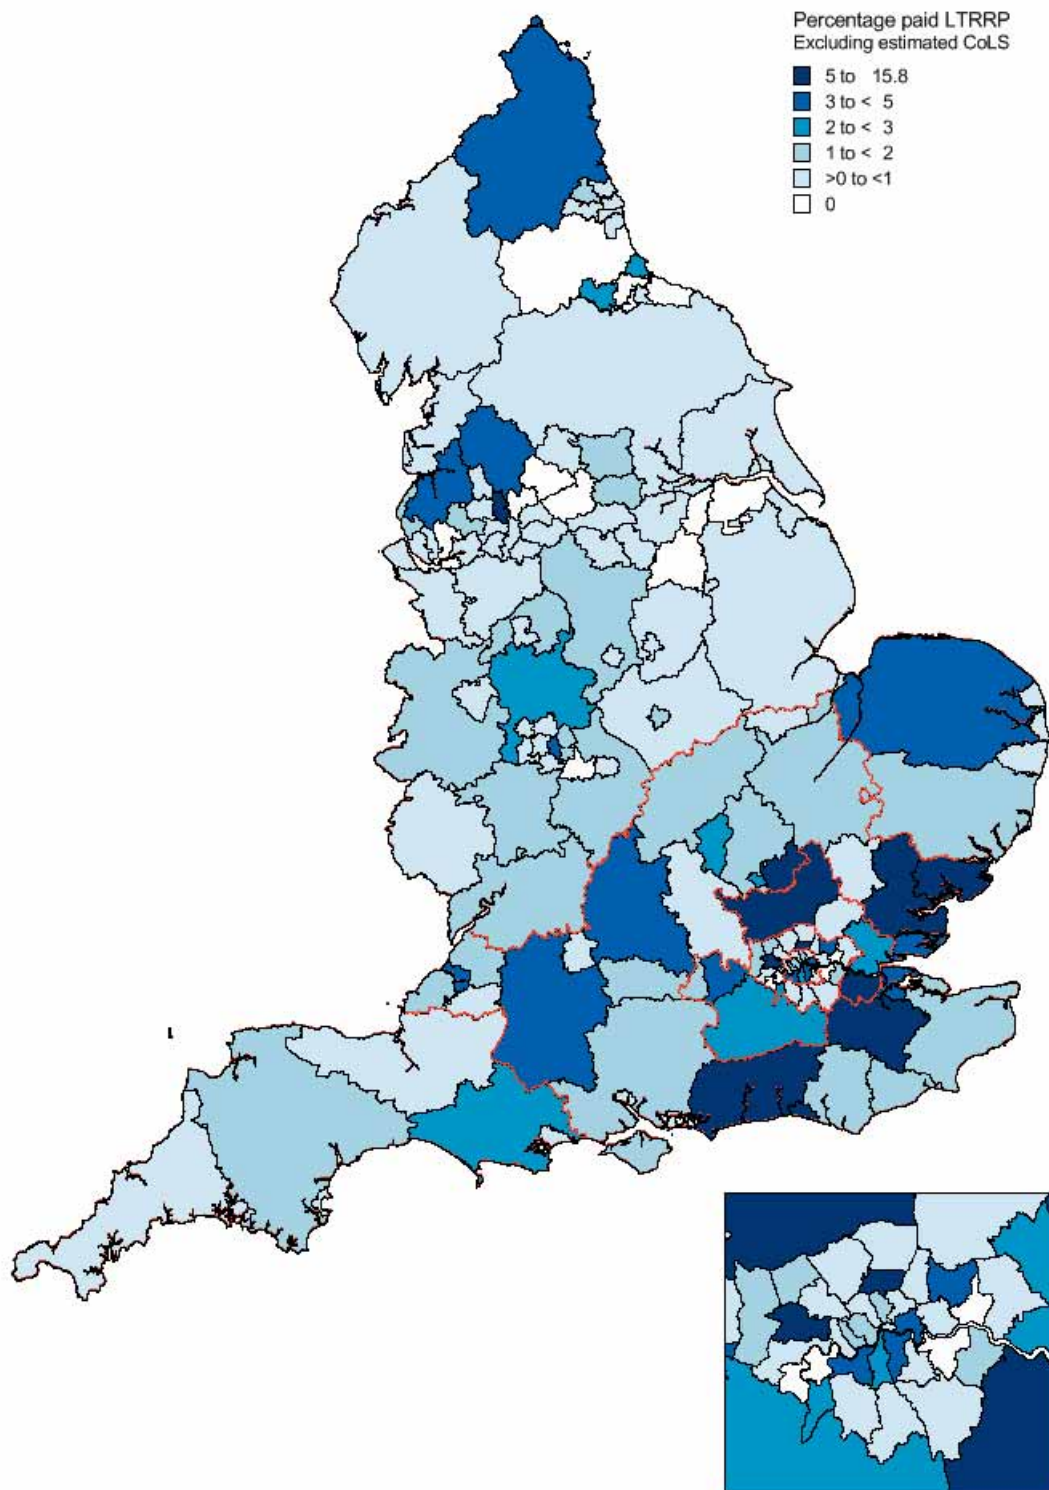 Percentage paid LTRRP
Excluding estimated CoLS
5 to 15.8
3 to < 5
2 to < 3
1 to < 2
>0 to <1
0